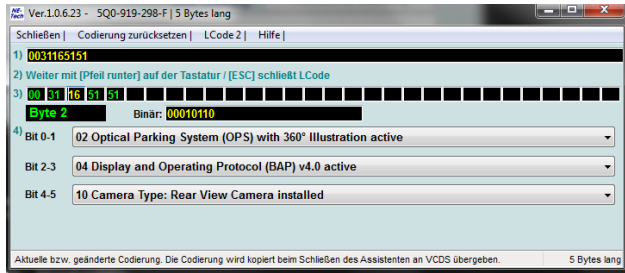 NE-Tech Ver.1.0.6.23 - 5Q0-919-298-F | 5 Bytes lang
Schließen | Codierung zurücksetzen | LCode 2 | Hilfe |
1) 0031165151
2) Weiter mit [Pfeil runter] auf der Tastatur / [ESC] schließt LCode
3) 00 31 16 51 51
Byte 2 Binär: 00010110
4) Bit 0-1 02 Optical Parking System (OPS) with 360° Illustration active
Bit 2-3 04 Display and Operating Protocol (BAP) v4.0 active
Bit 4-5 10 Camera Type: Rear View Camera installed
Aktuelle bzw. geänderte Codierung. Die Codierung wird kopiert beim Schließen des Assistenten an VCDS übergeben. 5 Bytes lang